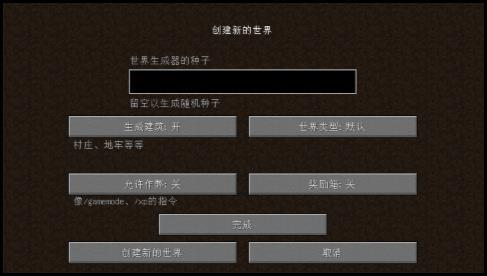 创建新的世界
世界生成器的种子
留空以生成随机种子
生成建筑: 开
世界类型: 默认
村庄、地牢等等
允许作弊: 关
奖励箱: 关
像/gamemode、/xp的指令
完成
创建新的世界
取消